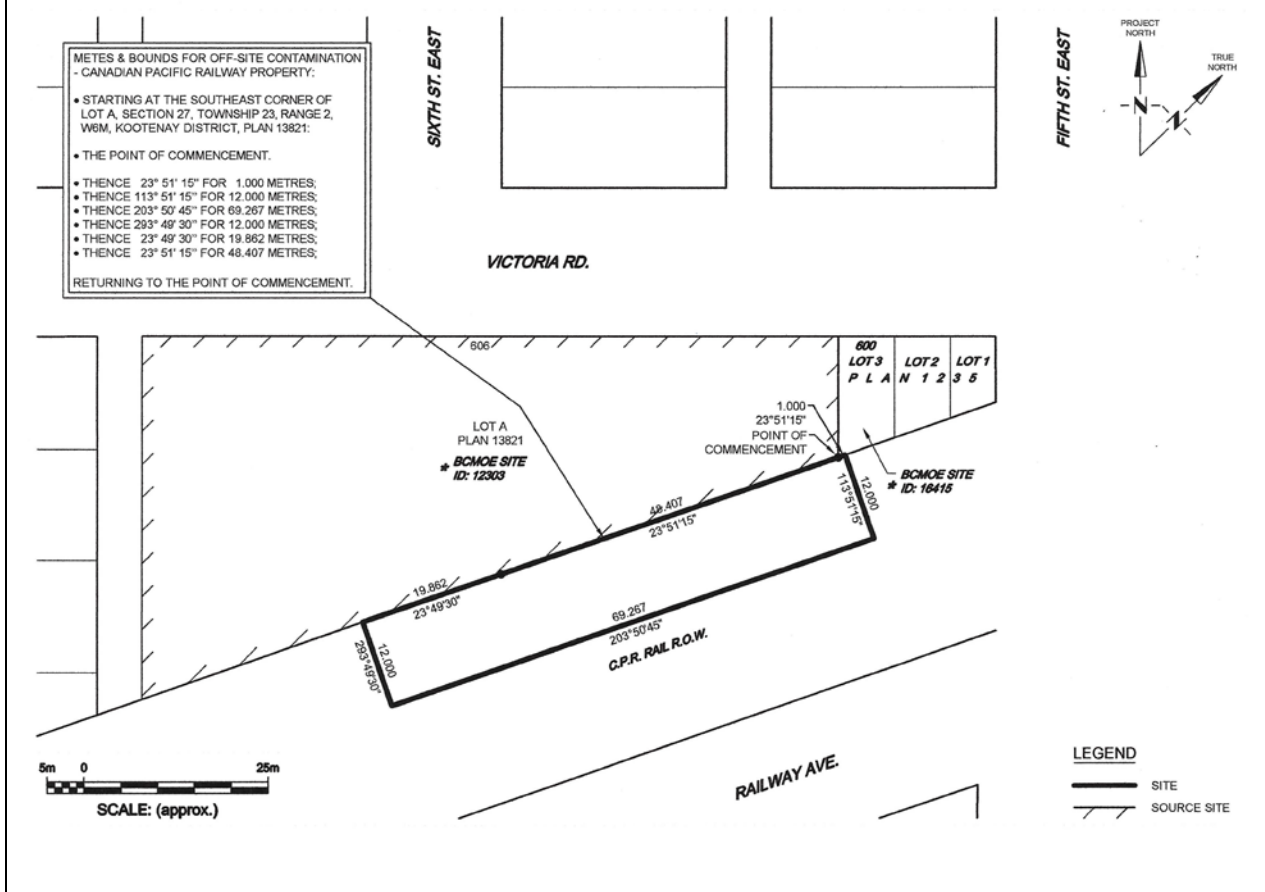 METES & BOUNDS FOR OFF-SITE CONTAMINATION
- CANADIAN PACIFIC RAILWAY PROPERTY:
• STARTING AT THE SOUTHEAST CORNER OF
LOT A, SECTION 27, TOWNSHIP 23, RANGE 2,
W6M, KOOTENAY DISTRICT, PLAN 13821:
• THE POINT OF COMMENCEMENT.
• THENCE 23° 51' 15" FOR 1.000 METRES;
• THENCE 113° 51' 15" FOR 12.000 METRES;
• THENCE 203° 50' 45" FOR 69.267 METRES;
• THENCE 293° 49' 30" FOR 12.000 METRES;
• THENCE 23° 49' 30" FOR 19.862 METRES;
• THENCE 23° 51' 15" FOR 48.407 METRES;
RETURNING TO THE POINT OF COMMENCEMENT.
SIXTH ST. EAST
FIFTH ST. EAST
PROJECT
NORTH
TRUE
NORTH
N
N
VICTORIA RD.
606
600
LOT 3
LOT 2
LOT 1
P L A N 1 2 3 5
1.000
23°51'15"
POINT OF
COMMENCEMENT
LOT A
PLAN 13821
* BCMOE SITE
ID: 12303
* BCMOE SITE
ID: 16415
12.000
113°51'15"
48.407
23°51'15"
19.862
23°49'30"
69.267
203°50'45"
C.P.R. RAIL R.O.W.
12.000
293°49'30"
RAILWAY AVE.
5m 0 25m
SCALE: (approx.)
LEGEND
SITE
SOURCE SITE